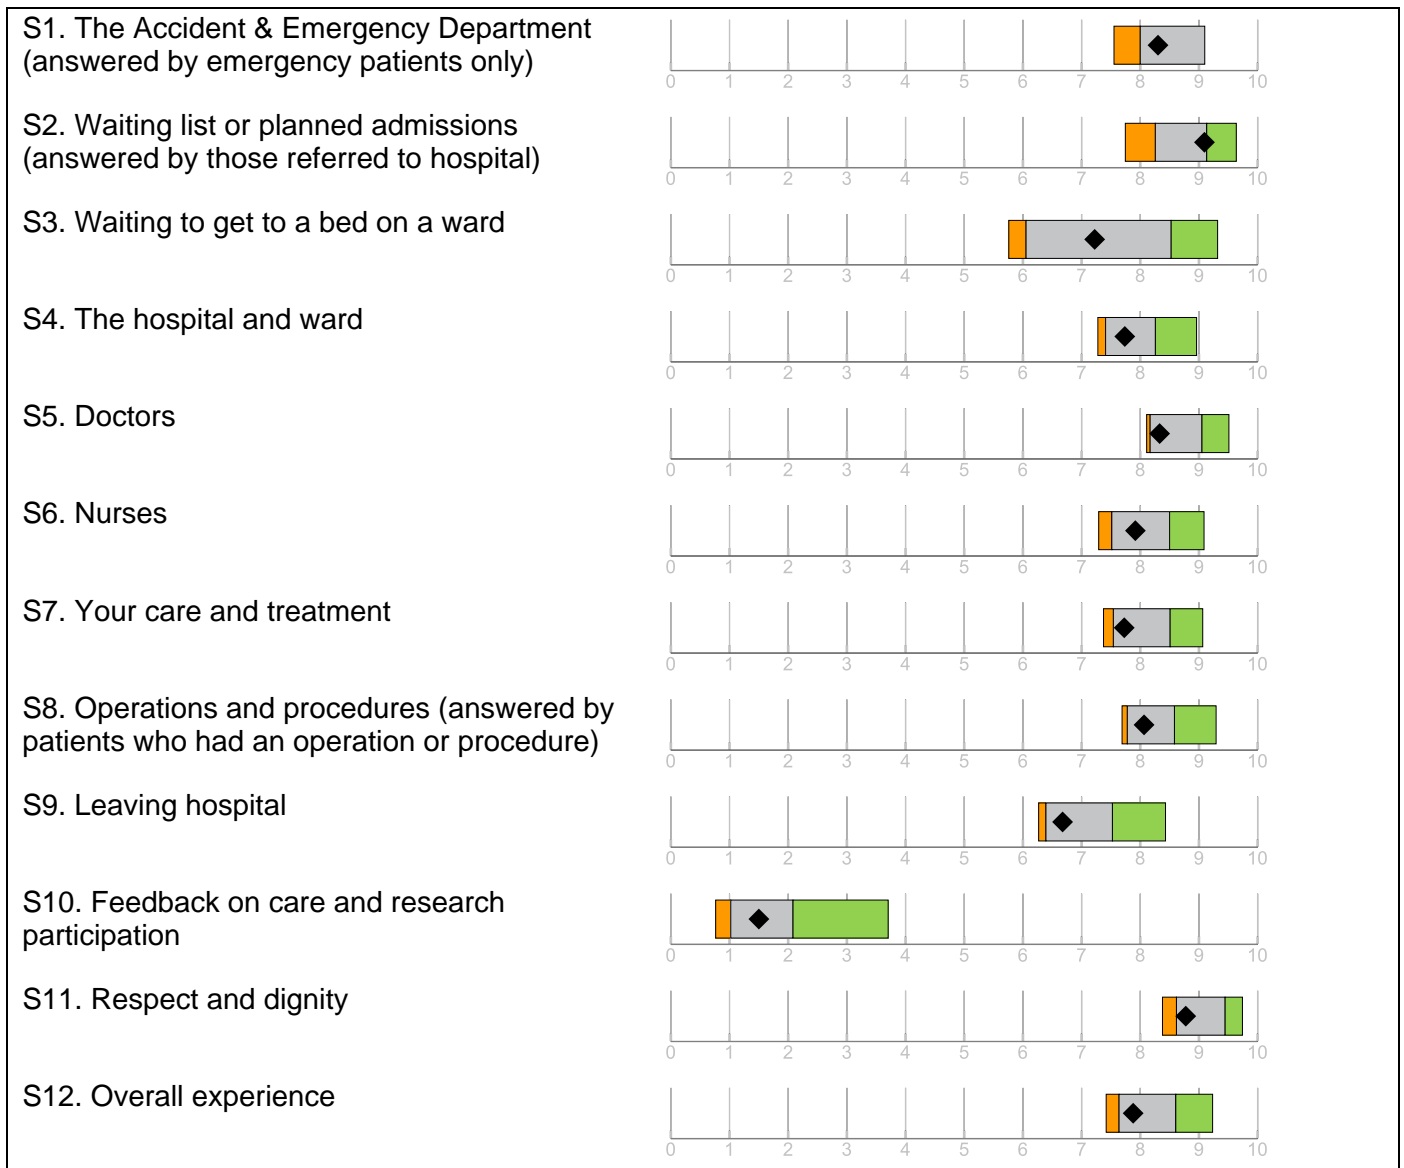 S1. The Accident & Emergency Department
(answered by emergency patients only)
0 1 2 3 4 5 6 7 8 9 10
S2. Waiting list or planned admissions
(answered by those referred to hospital)
0 1 2 3 4 5 6 7 8 9 10
S3. Waiting to get to a bed on a ward
0 1 2 3 4 5 6 7 8 9 10
S4. The hospital and ward
0 1 2 3 4 5 6 7 8 9 10
S5. Doctors
0 1 2 3 4 5 6 7 8 9 10
S6. Nurses
0 1 2 3 4 5 6 7 8 9 10
S7. Your care and treatment
0 1 2 3 4 5 6 7 8 9 10
S8. Operations and procedures (answered by
patients who had an operation or procedure)
0 1 2 3 4 5 6 7 8 9 10
S9. Leaving hospital
0 1 2 3 4 5 6 7 8 9 10
S10. Feedback on care and research
participation
0 1 2 3 4 5 6 7 8 9 10
S11. Respect and dignity
0 1 2 3 4 5 6 7 8 9 10
S12. Overall experience
0 1 2 3 4 5 6 7 8 9 10